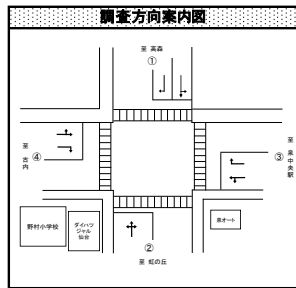 調査方向案内図
至 高森
①
至 古内
④
③
至 泉中央駅
野村小学校
ダイハツ
ジャル
仙台
泉オート
②
至 虹の丘